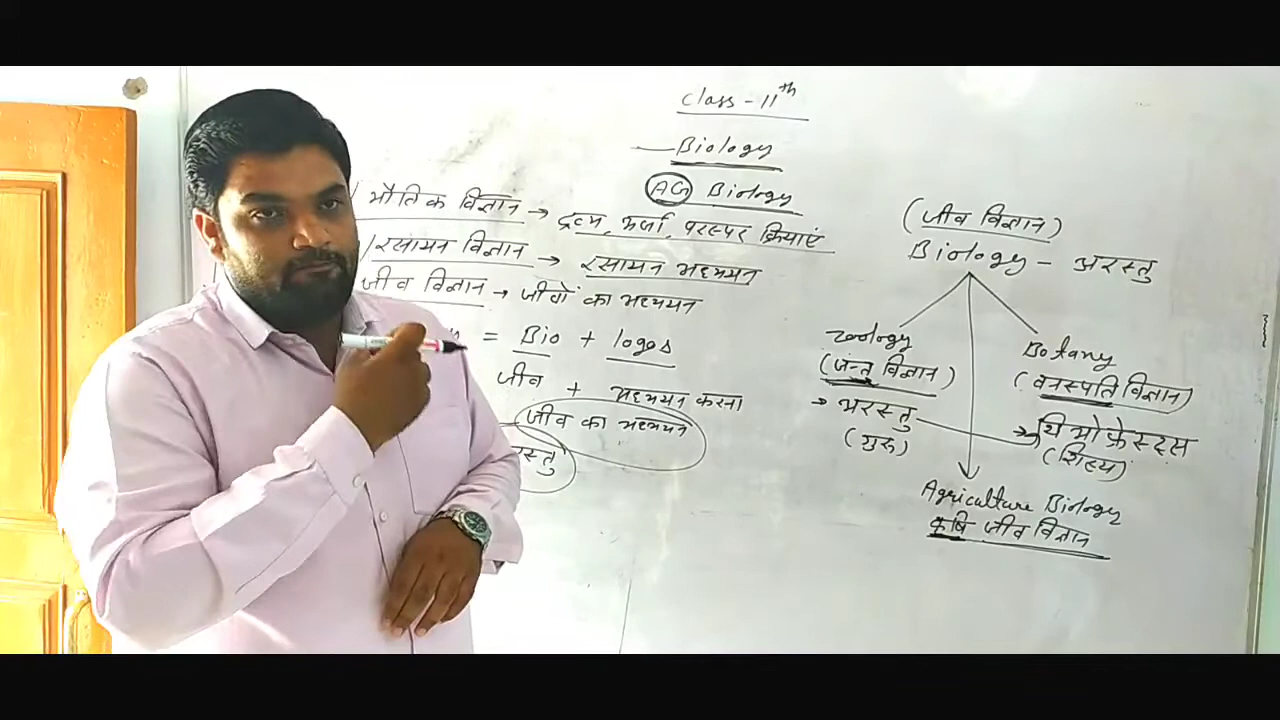 Class - 11th
Biology
AG Biology
भौतिक विज्ञान → द्रव्य, ऊर्जा, परस्पर क्रियाएं
रसायन विज्ञान → रसायन अध्ययन
जीव विज्ञान → जीवों का अध्ययन
= Bio + logos
जीव + अध्ययन करना
जीव का अध्ययन
रस्तु
(जीव विज्ञान)
Biology - अरस्तु
zoology
(जन्तु विज्ञान)
→ अरस्तु
(गुरू)
Botany
(वनस्पति विज्ञान)
→ थियोफ्रेस्टस
(शिष्य)
Agriculture Biology
कृषि जीव विज्ञान